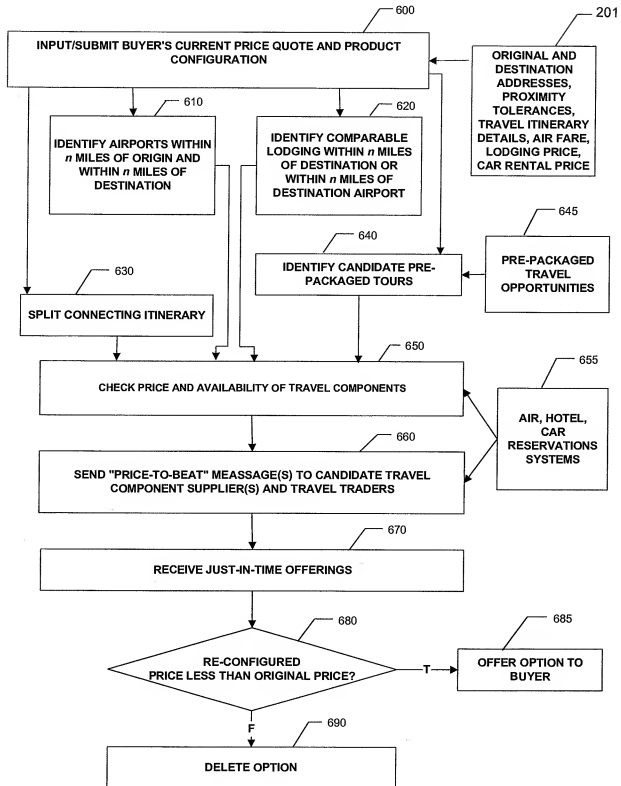 600
201
INPUT/SUBMIT BUYER'S CURRENT PRICE QUOTE AND PRODUCT
CONFIGURATION
ORIGINAL AND
DESTINATION
ADDRESSES,
PROXIMITY
TOLERANCES,
TRAVEL ITINERARY
DETAILS, AIR FARE,
LODGING PRICE,
CAR RENTAL PRICE
610
IDENTIFY AIRPORTS WITHIN
n MILES OF ORIGIN AND
WITHIN n MILES OF
DESTINATION
620
IDENTIFY COMPARABLE
LODGING WITHIN n MILES
OF DESTINATION OR
WITHIN n MILES OF
DESTINATION AIRPORT
640
IDENTIFY CANDIDATE PRE-
PACKAGED TOURS
645
PRE-PACKAGED
TRAVEL
OPPORTUNITIES
630
SPLIT CONNECTING ITINERARY
650
CHECK PRICE AND AVAILABILITY OF TRAVEL COMPONENTS
655
AIR, HOTEL,
CAR
RESERVATIONS
SYSTEMS
660
SEND "PRICE-TO-BEAT" MEASSAGE(S) TO CANDIDATE TRAVEL
COMPONENT SUPPLIER(S) AND TRAVEL TRADERS
670
RECEIVE JUST-IN-TIME OFFERINGS
680
RE-CONFIGURED
PRICE LESS THAN ORIGINAL PRICE?
T
685
OFFER OPTION TO
BUYER
F
690
DELETE OPTION